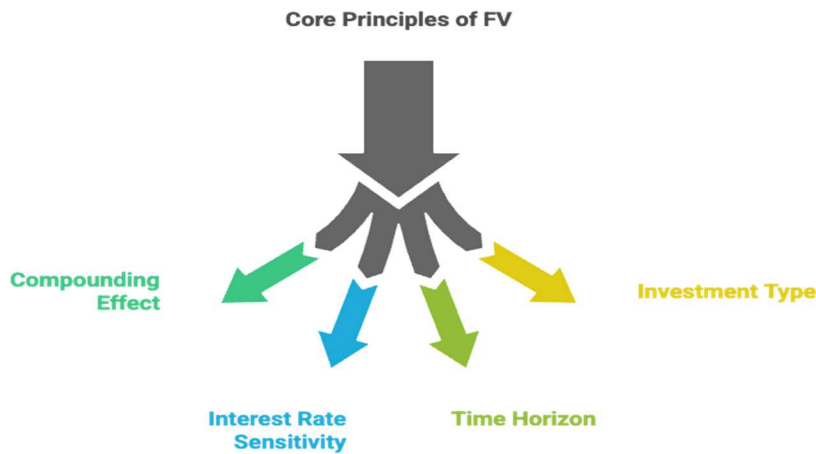 Core Principles of FV
Compounding
Effect
Investment Type
Interest Rate
Sensitivity
Time Horizon